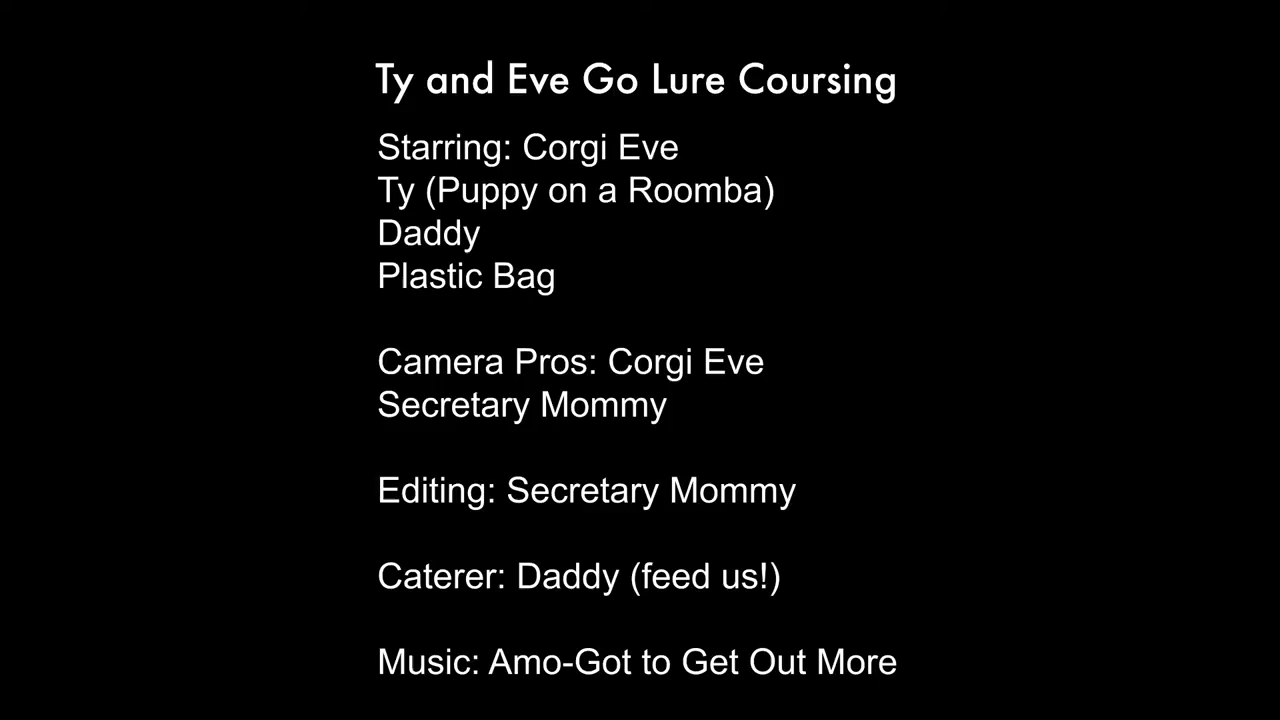 Ty and Eve Go Lure Coursing
Starring: Corgi Eve
Ty (Puppy on a Roomba)
Daddy
Plastic Bag
Camera Pros: Corgi Eve
Secretary Mommy
Editing: Secretary Mommy
Caterer: Daddy (feed us!)
Music: Amo-Got to Get Out More